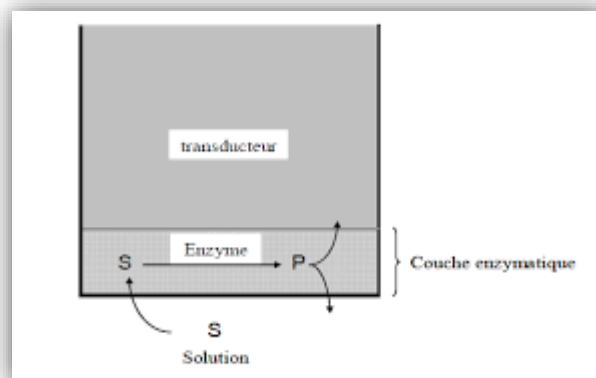 transducteur
Enzyme
S P
Couche enzymatique
S
Solution